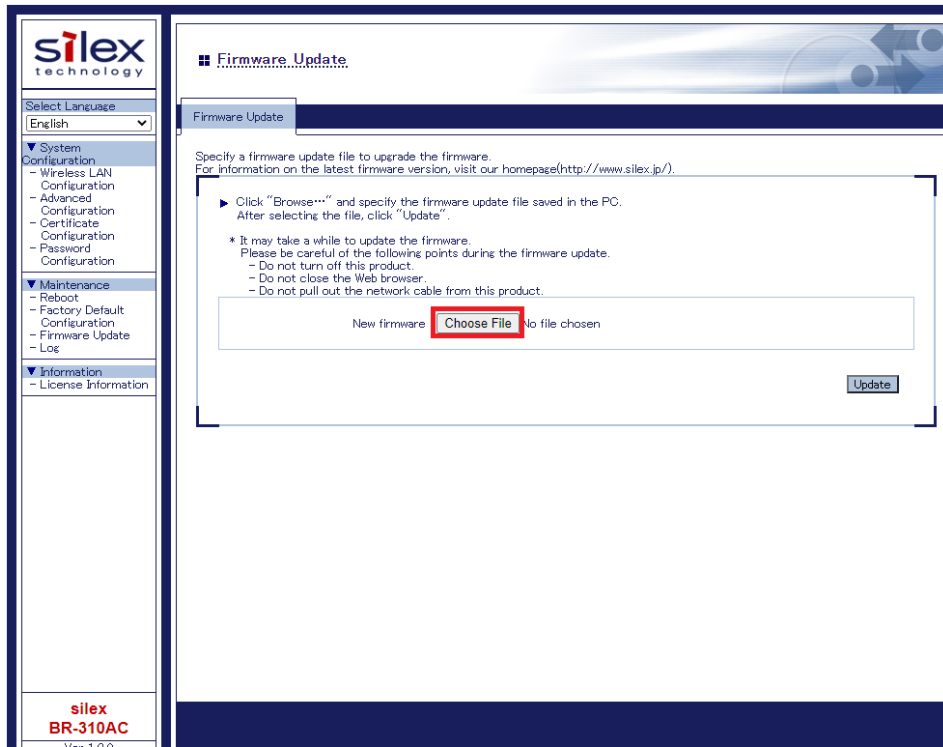 silex
technology
Select Language
English
▼ System
Configuration
- Wireless LAN
Configuration
- Advanced
Configuration
- Certificate
Configuration
- Password
Configuration
▼ Maintenance
- Reboot
- Factory Default
Configuration
- Firmware Update
- Log
▼ Information
- License Information
silex
BR-310AC
Firmware Update
Firmware Update
Specify a firmware update file to upgrade the firmware.
For information on the latest firmware version, visit our homepage(http://www.silex.jp/).
▶ Click "Browse..." and specify the firmware update file saved in the PC.
After selecting the file, click "Update".
* It may take a while to update the firmware.
Please be careful of the following points during the firmware update.
- Do not turn off this product.
- Do not close the Web browser.
- Do not pull out the network cable from this product.
New firmware Choose File No file chosen
Update